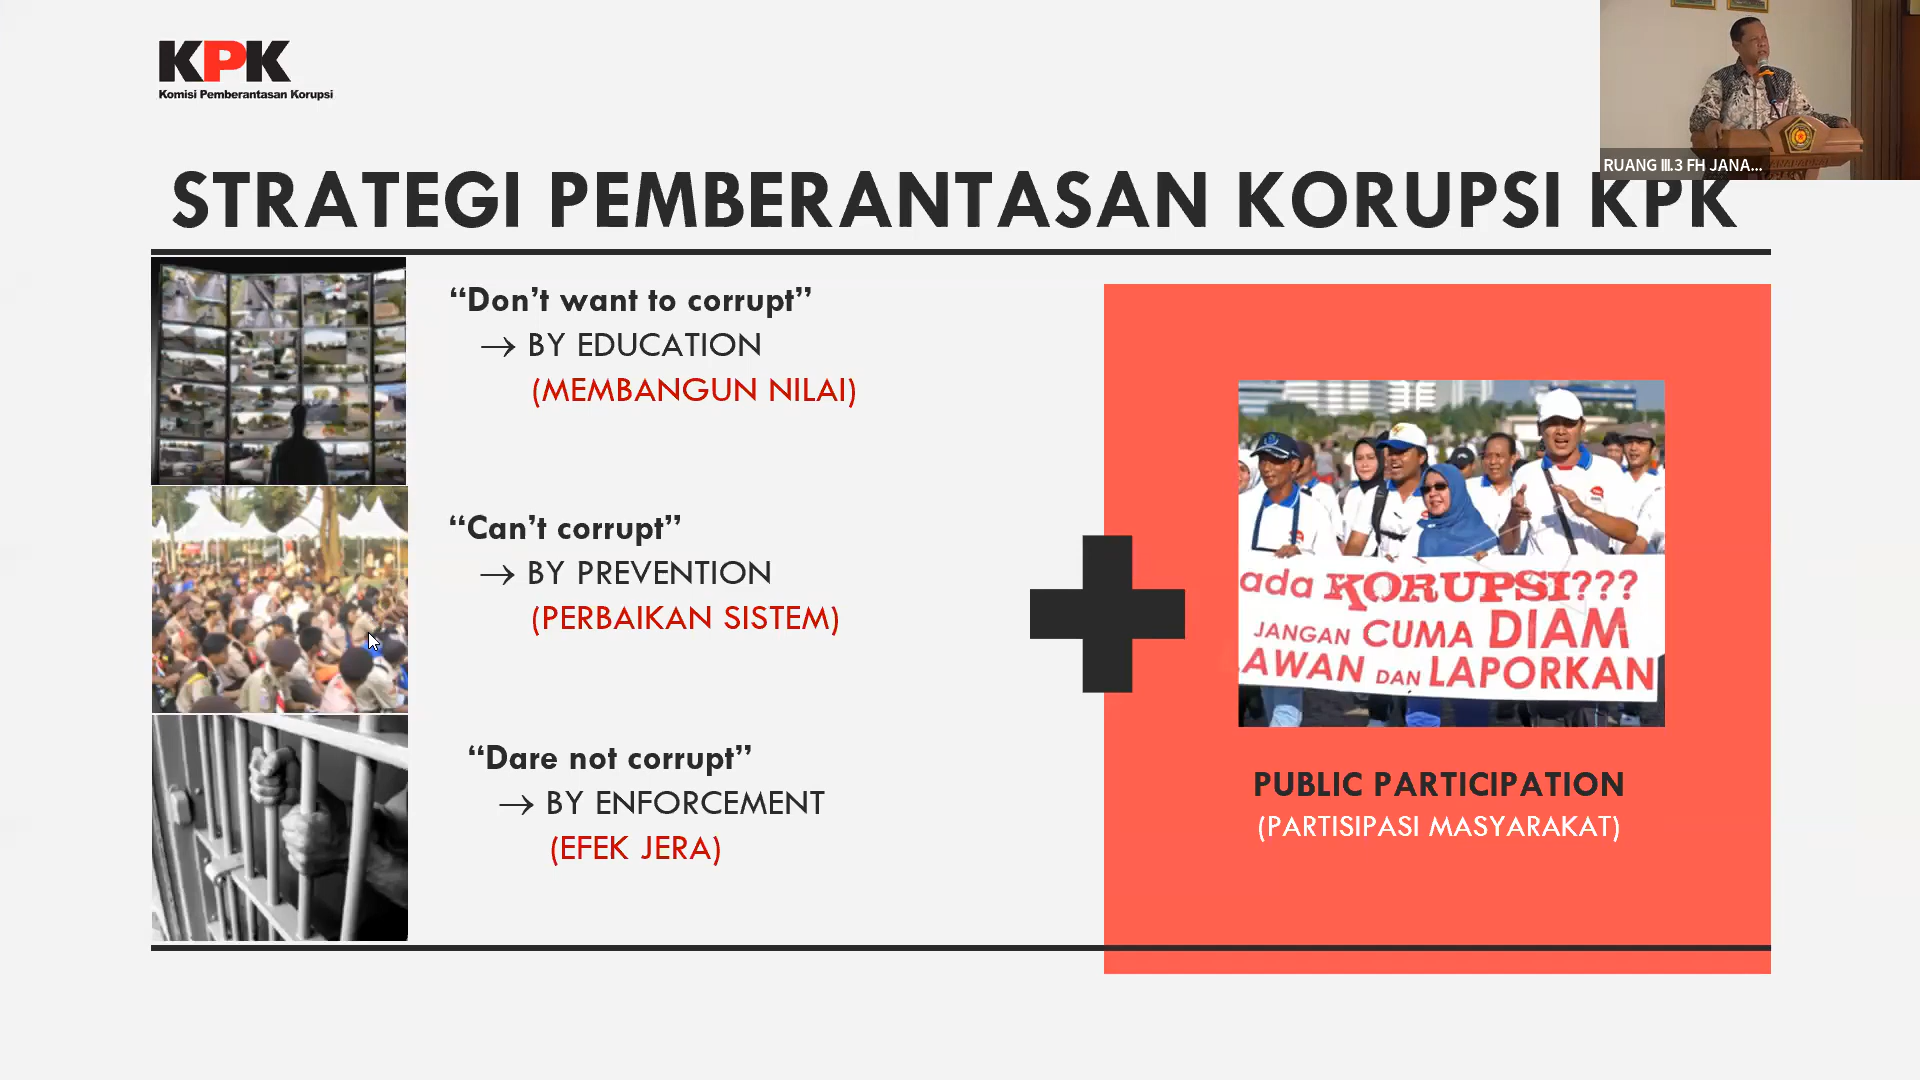 KPK
Komisi Pemberantasan Korupsi
RUANG III.3 FH JANA...
STRATEGI PEMBERANTASAN KORUPSI KPK
“Don’t want to corrupt”
→ BY EDUCATION
(MEMBANGUN NILAI)
“Can’t corrupt”
→ BY PREVENTION
(PERBAIKAN SISTEM)
“Dare not corrupt”
→ BY ENFORCEMENT
(EFEK JERA)
ada KORUPSI???
JANGAN CUMA DIAM
LAWAN DAN LAPORKAN
PUBLIC PARTICIPATION
(PARTISIPASI MASYARAKAT)